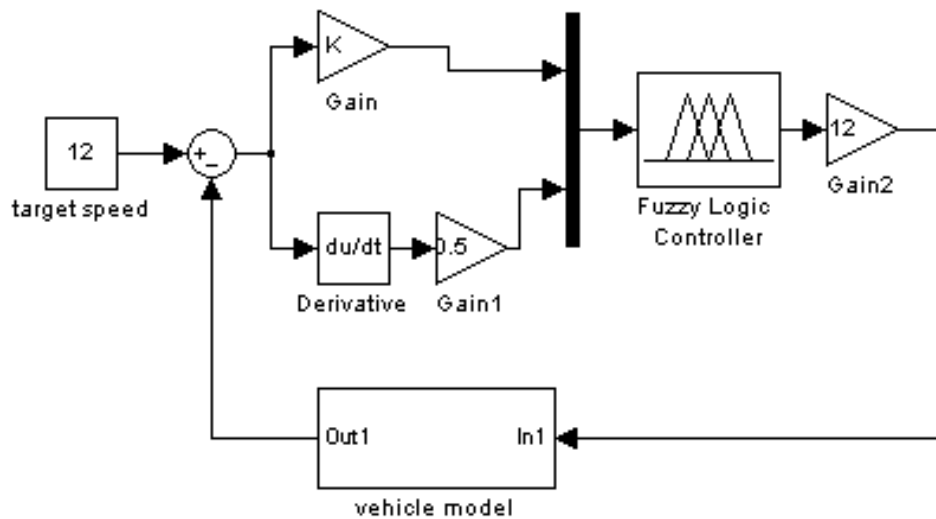 K
Gain
12
+
-
target speed
du/dt
Derivative
0.5
Gain1
Fuzzy Logic
Controller
12
Gain2
Out1
In1
vehicle model